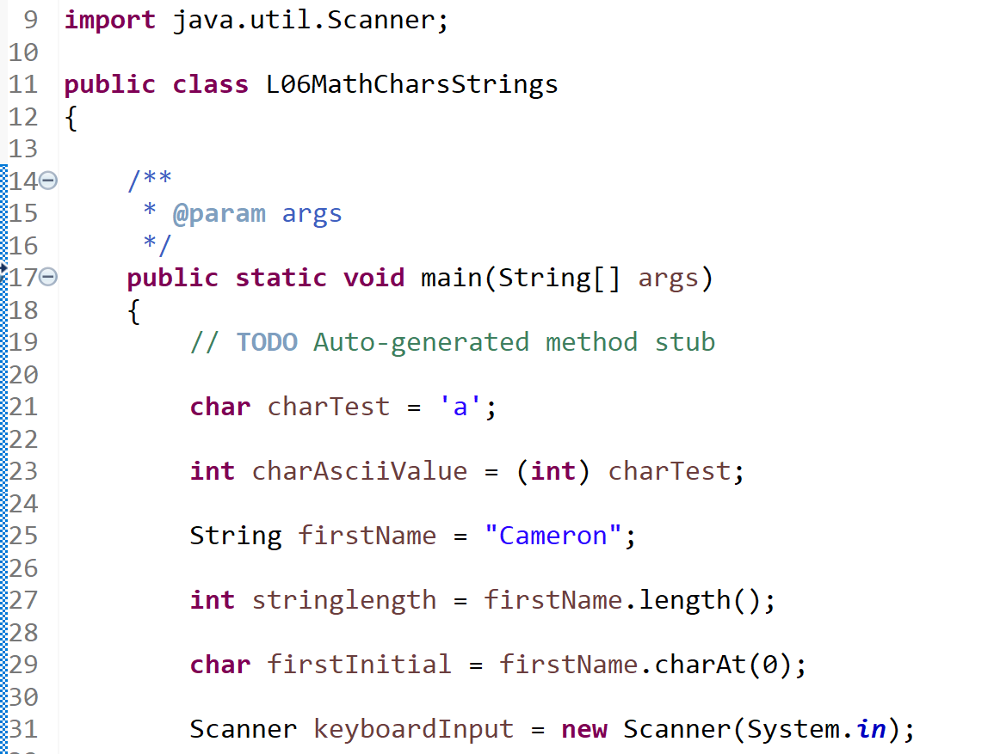 9 import java.util.Scanner;
10
11 public class L06MathCharsStrings
12 {
13
14 /**
15 * @param args
16 */
17 public static void main(String[] args)
18 {
19 // TODO Auto-generated method stub
20
21 char charTest = 'a';
22
23 int charAsciiValue = (int) charTest;
24
25 String firstName = "Cameron";
26
27 int stringlength = firstName.length();
28
29 char firstInitial = firstName.charAt(0);
30
31 Scanner keyboardInput = new Scanner(System.in);